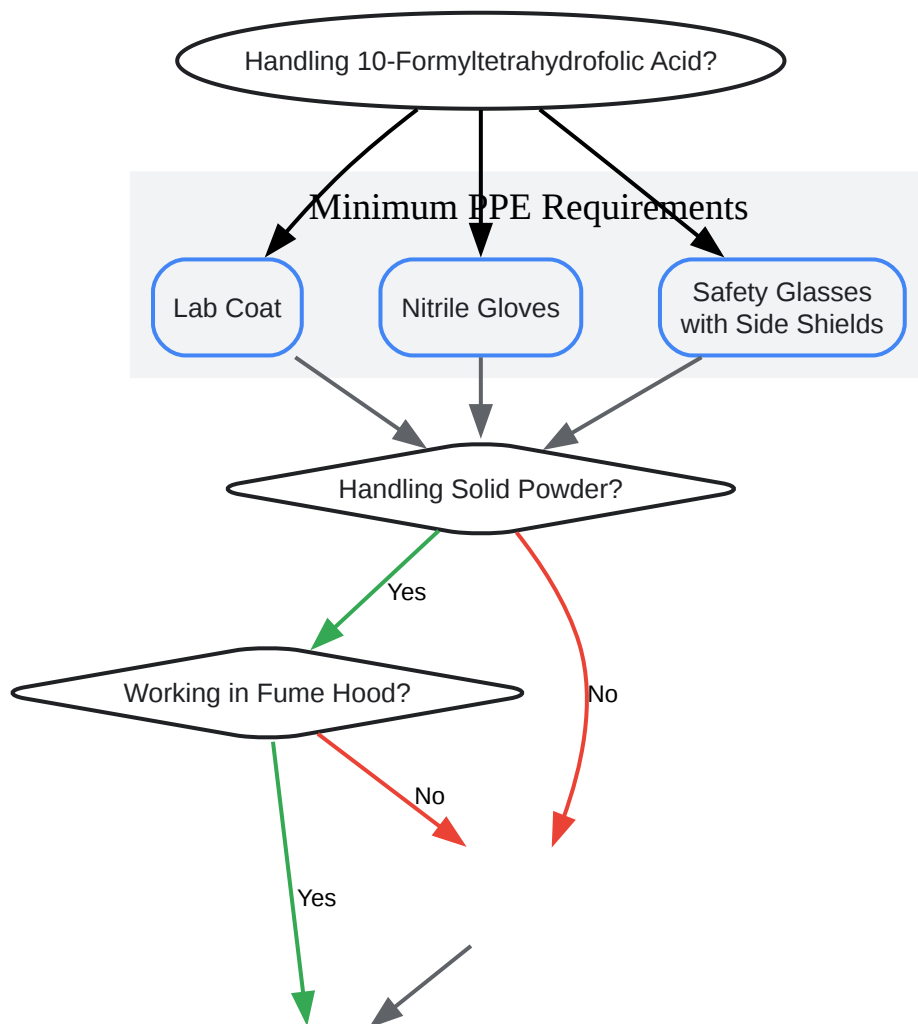 Handling 10-Formyltetrahydrofolic Acid?
Minimum PPE Requirements
Lab Coat
Nitrile Gloves
Safety Glasses
with Side Shields
Handling Solid Powder?
Yes
Working in Fume Hood?
No
No
Yes